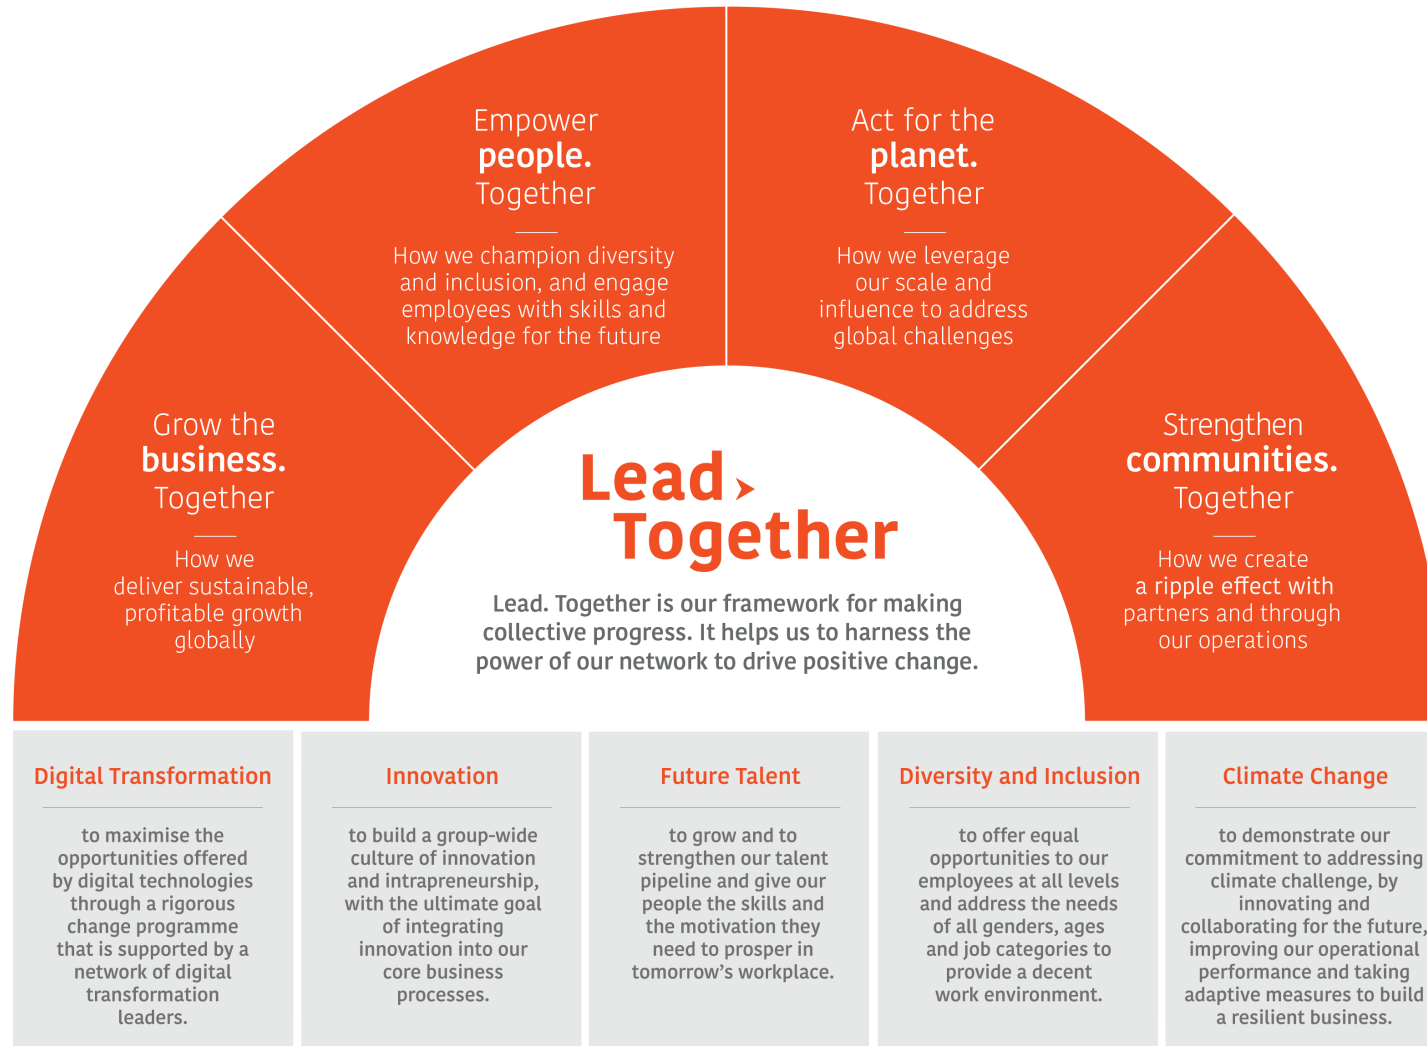 Empower
people.
Together
How we champion diversity
and inclusion, and engage
employees with skills and
knowledge for the future
Act for the
planet.
Together
How we leverage
our scale and
influence to address
global challenges
Grow the
business.
Together
How we
deliver sustainable,
profitable growth
globally
Strengthen
communities.
Together
How we create
a ripple effect with
partners and through
our operations
Lead
Together
Lead. Together is our framework for making
collective progress. It helps us to harness the
power of our network to drive positive change.
Digital Transformation
to maximise the
opportunities offered
by digital technologies
through a rigorous
change programme
that is supported by a
network of digital
transformation
leaders.
Innovation
to build a group-wide
culture of innovation
and intrapreneurship,
with the ultimate goal
of integrating
innovation into our
core business
processes.
Future Talent
to grow and to
strengthen our talent
pipeline and give our
people the skills and
the motivation they
need to prosper in
tomorrow’s workplace.
Diversity and Inclusion
to offer equal
opportunities to our
employees at all levels
and address the needs
of all genders, ages
and job categories to
provide a decent
work environment.
Climate Change
to demonstrate our
commitment to addressing
climate challenge, by
innovating and
collaborating for the future,
improving our operational
performance and taking
adaptive measures to build
a resilient business.